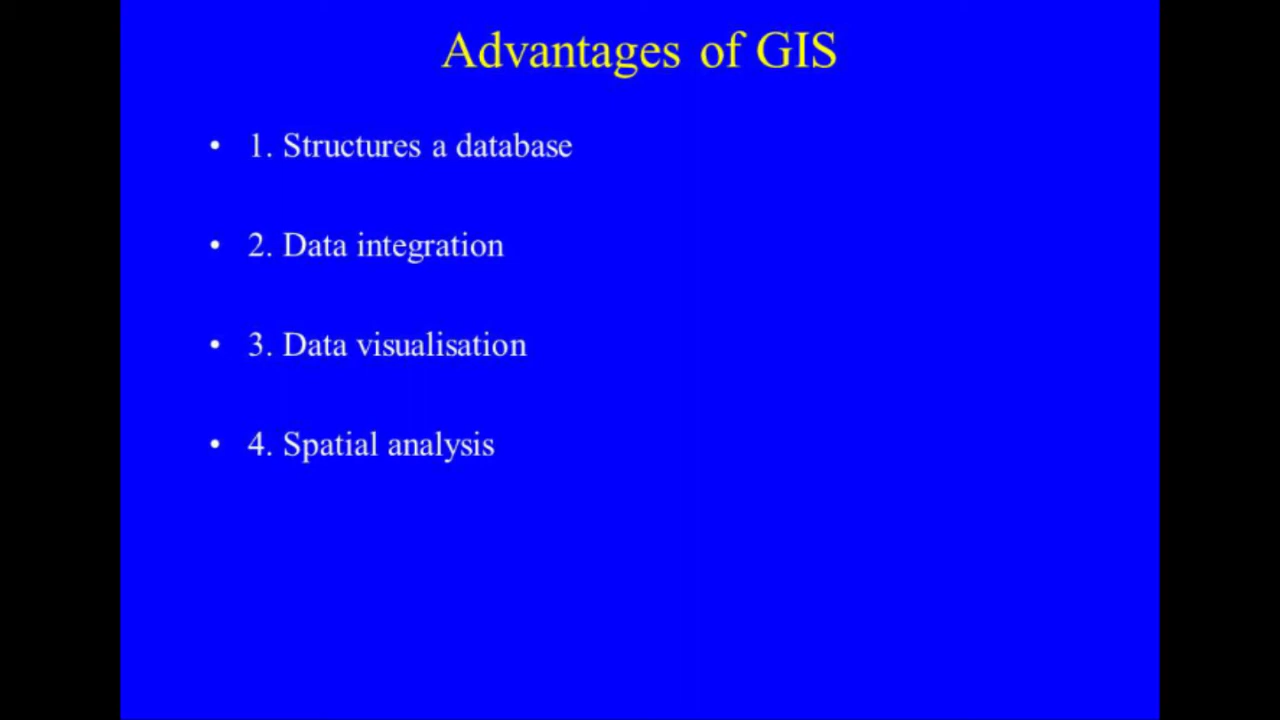 Advantages of GIS
• 1. Structures a database
• 2. Data integration
• 3. Data visualisation
• 4. Spatial analysis